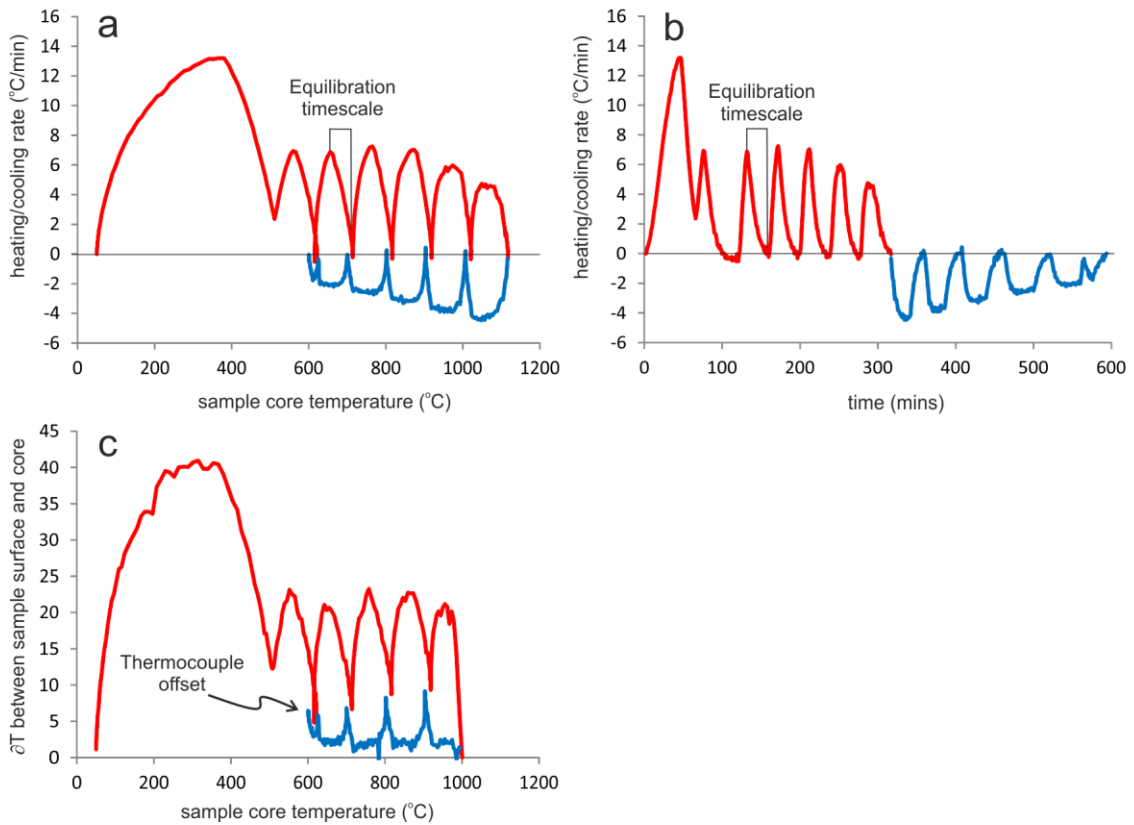 a
heating/cooling rate (°C/min)
16
14
12
10
8
6
4
2
0
-2
-4
-6
Equilibration
timescale
0 200 400 600 800 1000 1200
sample core temperature (°C)
b
heating/cooling rate (°C/min)
16
14
12
10
8
6
4
2
0
-2
-4
-6
Equilibration
timescale
0 100 200 300 400 500 600
time (mins)
c
∂T between sample surface and core
45
40
35
30
25
20
15
10
5
0
Thermocouple
offset
0 200 400 600 800 1000 1200
sample core temperature (°C)